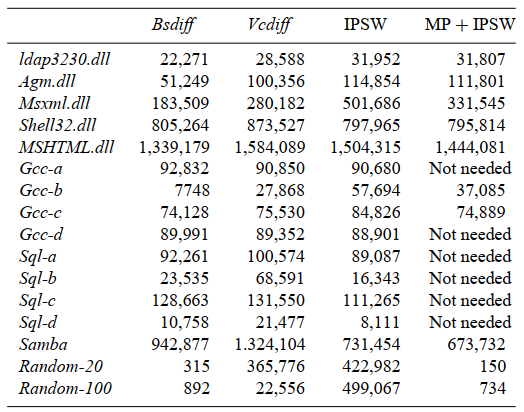 Bsdiff Vcdiff IPSW MP + IPSW
ldap3230.dll 22,271 28,588 31,952 31,807
Agm.dll 51,249 100,356 114,854 111,801
Msxml.dll 183,509 280,182 501,686 331,545
Shell32.dll 805,264 873,527 797,965 795,814
MSHTML.dll 1,339,179 1,584,089 1,504,315 1,444,081
Gcc-a 92,832 90,850 90,680 Not needed
Gcc-b 7748 27,868 57,694 37,085
Gcc-c 74,128 75,530 84,826 74,889
Gcc-d 89,991 89,352 88,901 Not needed
Sql-a 92,261 100,574 89,087 Not needed
Sql-b 23,535 68,591 16,343 Not needed
Sql-c 128,663 131,550 111,265 Not needed
Sql-d 10,758 21,477 8,111 Not needed
Samba 942,877 1.324,104 731,454 673,732
Random-20 315 365,776 422,982 150
Random-100 892 22,556 499,067 734